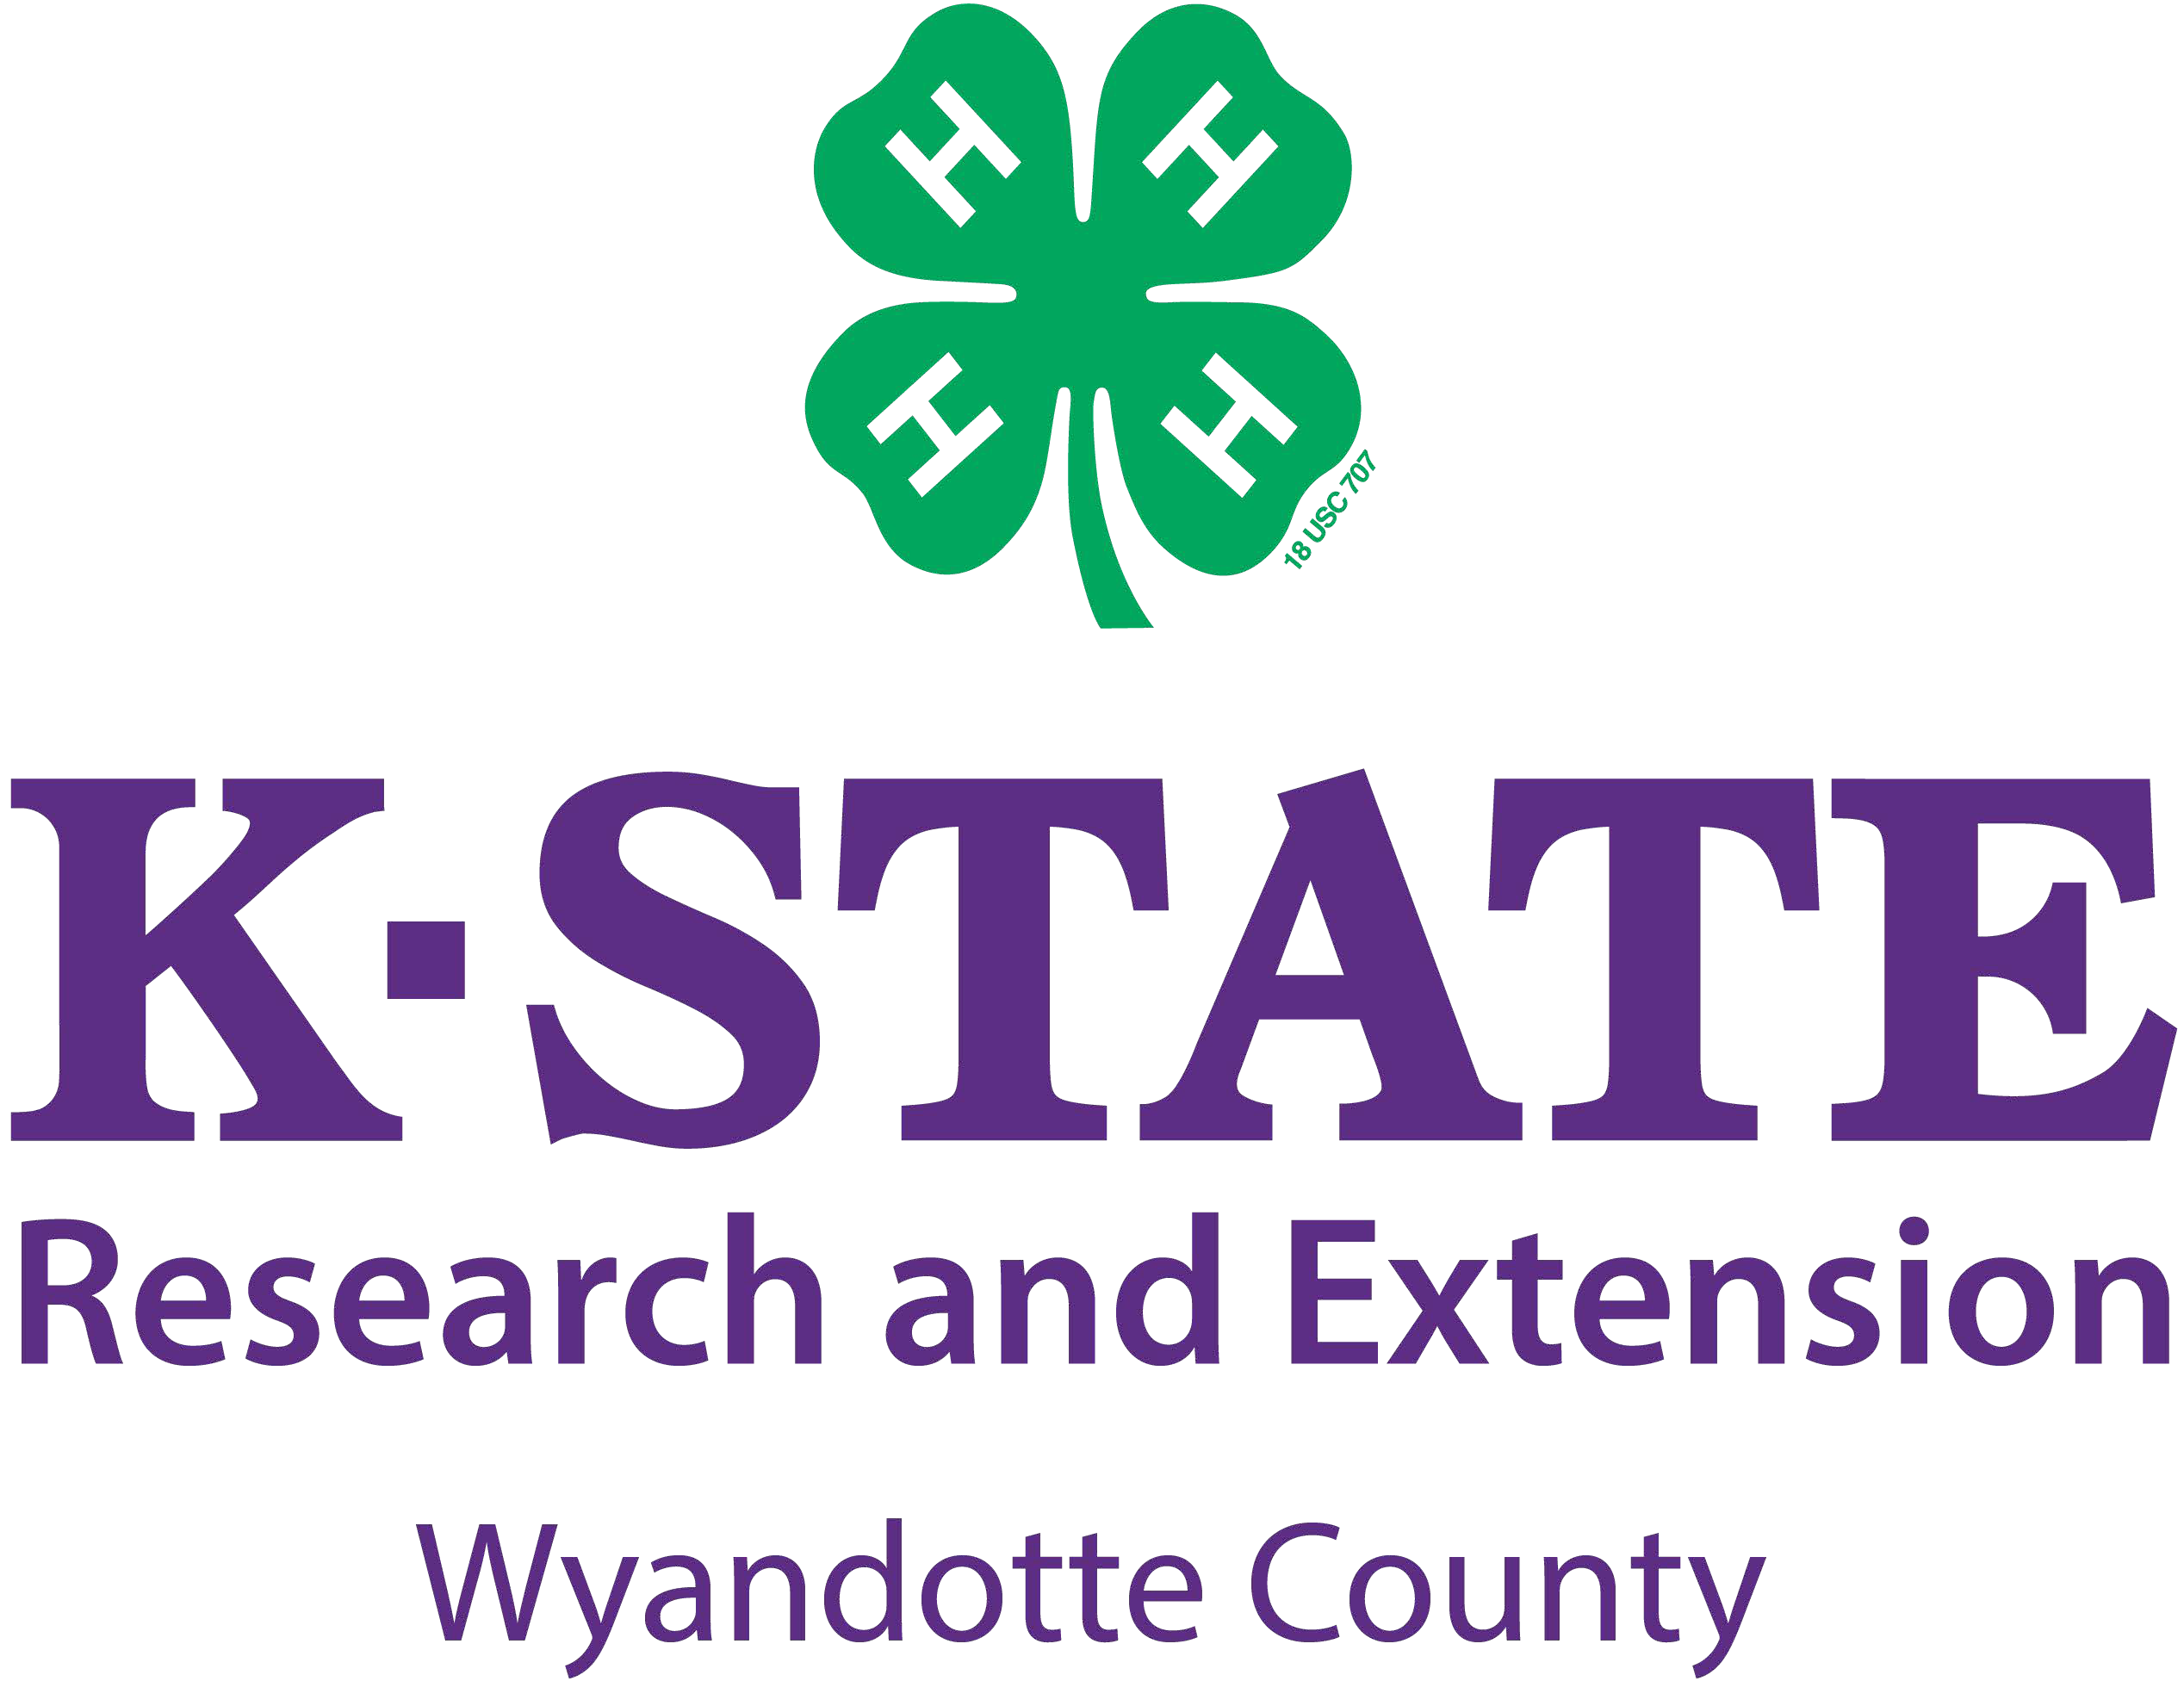 H H
H H
18 USC 707
K·STATE
Research and Extension
Wyandotte County